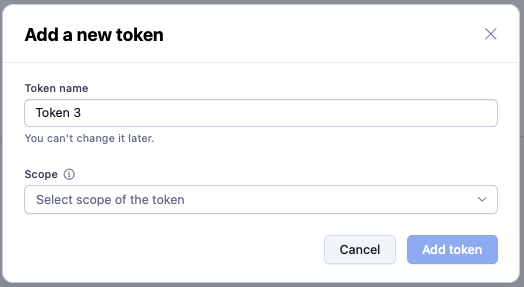 Add a new token
Token name
Token 3
You can't change it later.
Scope
Select scope of the token
Cancel
Add token